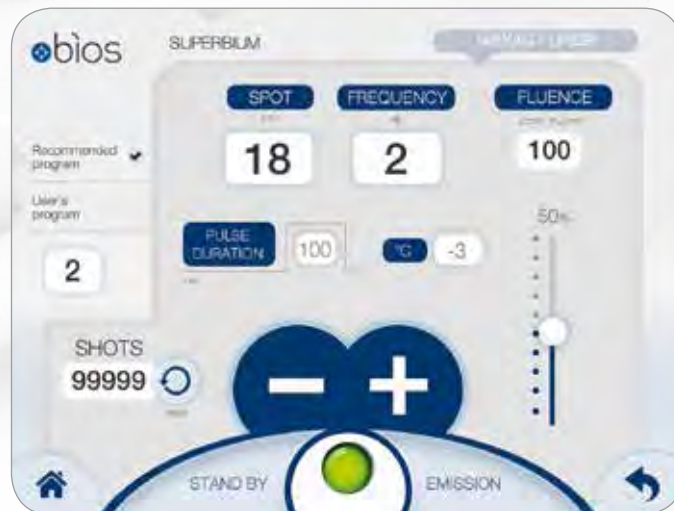 bios
SUPERBIUM
SPOT
FREQUENCY
FLUENCE
18
2
100
Recommended
program
User's
program
2
50%
PULSE
DURATION
100
°C
-3
SHOTS
99999
STAND BY
EMISSION